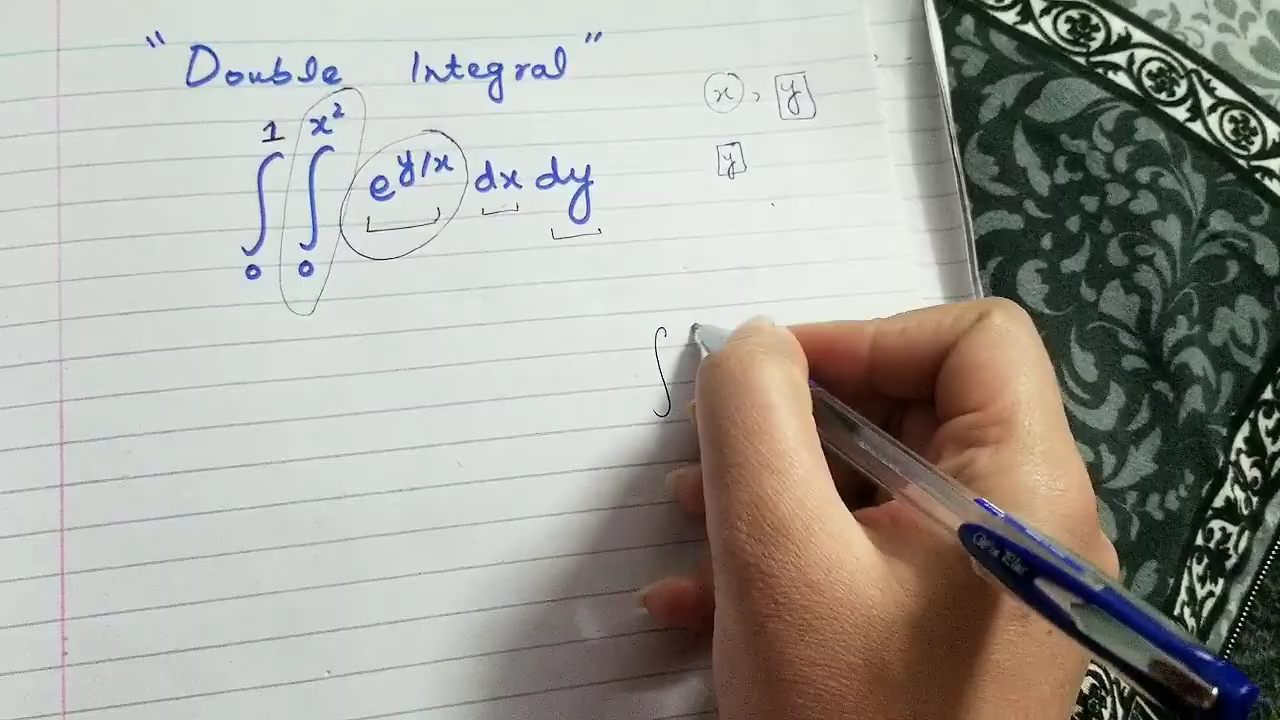 "Double Integral"
∫₀¹ ∫₀^{x²} e^{y/x} dx dy
x, y
y
∫